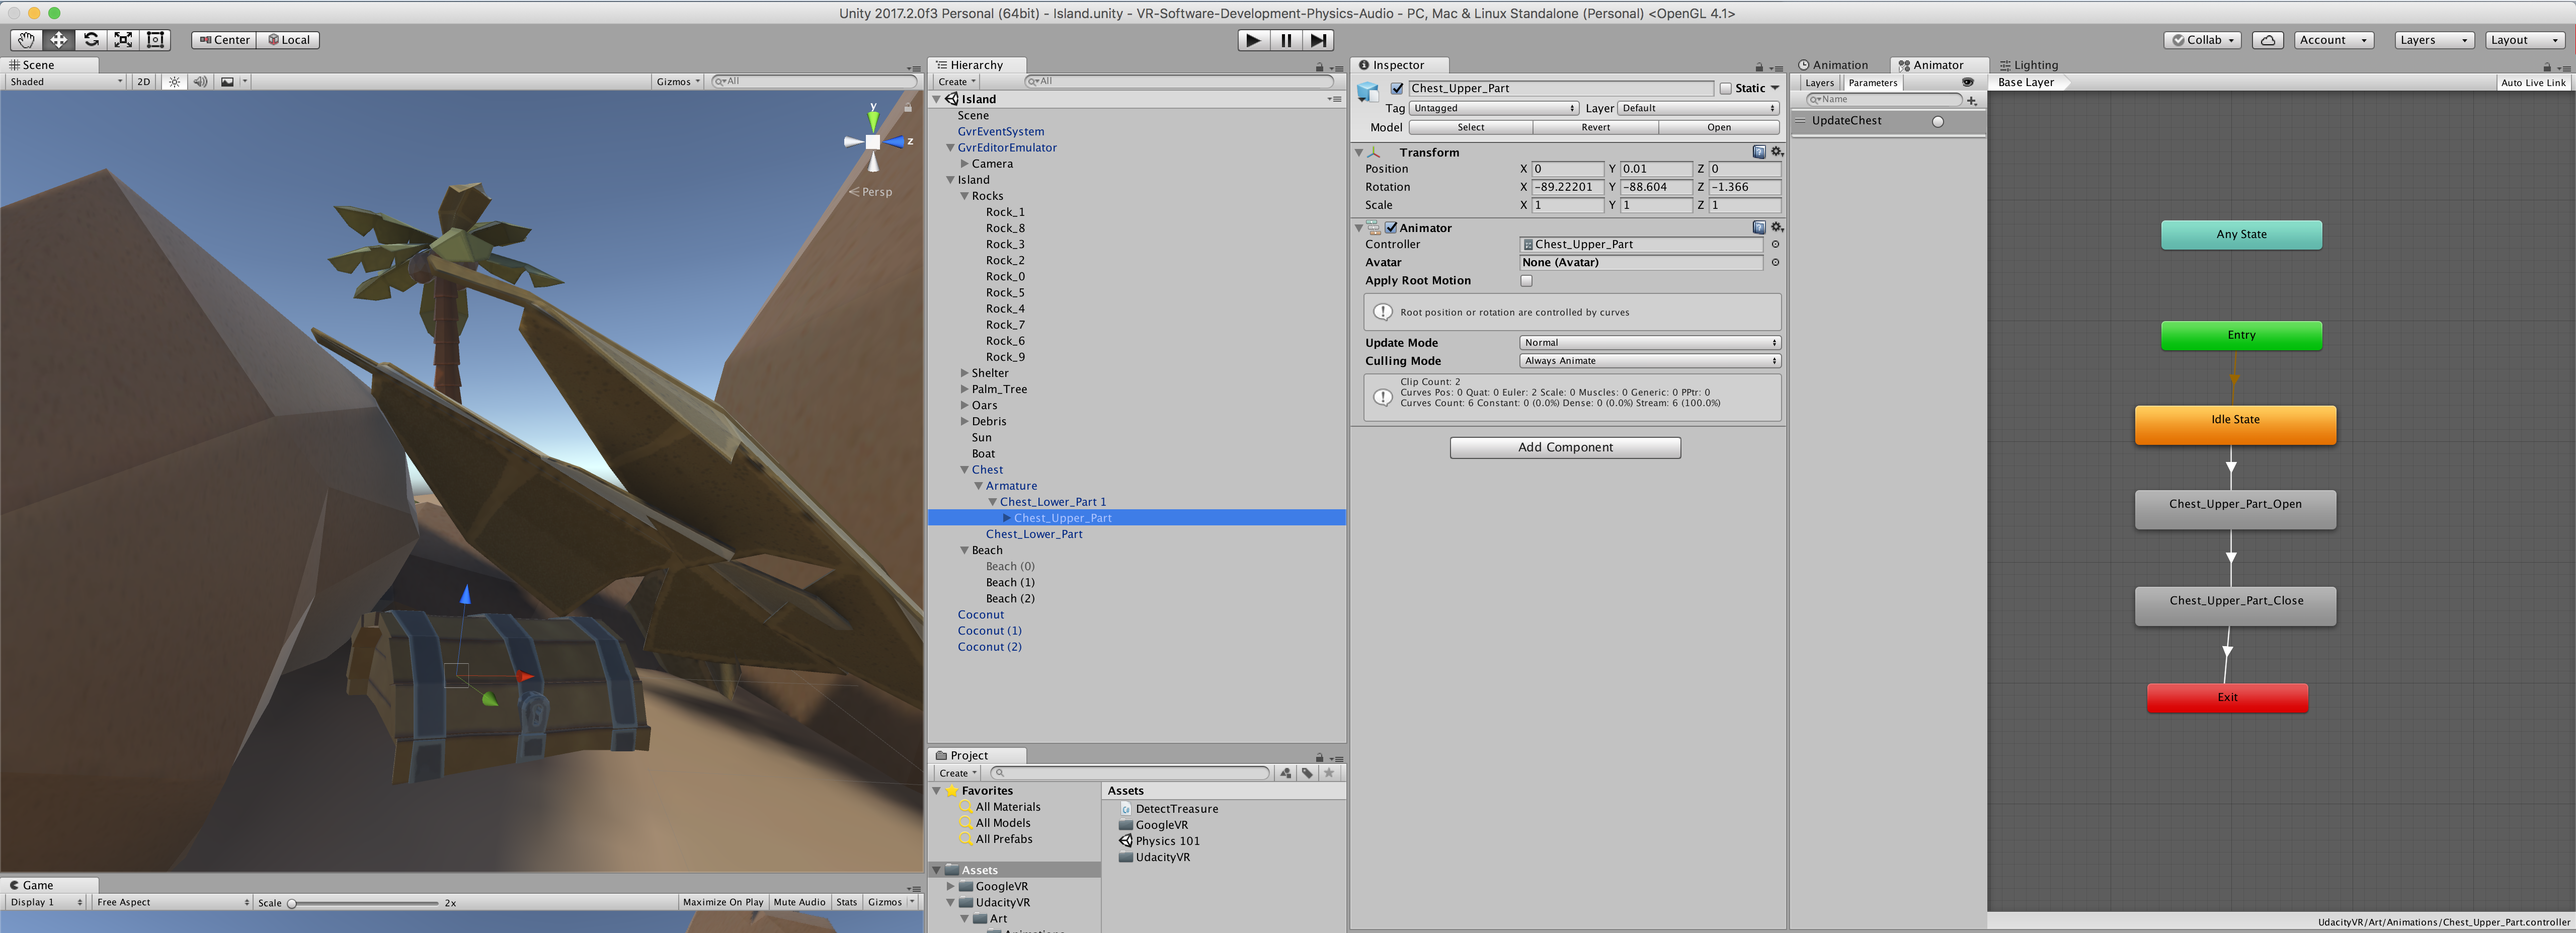 Unity 2017.2.0f3 Personal (64bit) - Island.unity - VR-Software-Development-Physics-Audio - PC, Mac & Linux Standalone (Personal) <OpenGL 4.1>
Center Local
Collab Account Layers Layout
Scene
Shaded 2D Gizmos All
y
z
Persp
Hierarchy
Create All
Island
Scene
GvrEventSystem
GvrEditorEmulator
Camera
Island
Rocks
Rock_1
Rock_8
Rock_3
Rock_2
Rock_0
Rock_5
Rock_4
Rock_7
Rock_6
Rock_9
Shelter
Palm_Tree
Oars
Debris
Sun
Boat
Chest
Armature
Chest_Lower_Part 1
Chest_Upper_Part
Chest_Lower_Part
Beach
Beach (0)
Beach (1)
Beach (2)
Coconut
Coconut (1)
Coconut (2)
Project
Create
Favorites
All Materials
All Models
All Prefabs
Assets
GoogleVR
UdacityVR
Art
Assets
DetectTreasure
GoogleVR
Physics 101
UdacityVR
Game
Display 1 Free Aspect Scale 2x Maximize On Play Mute Audio Stats Gizmos
Inspector
Chest_Upper_Part Static
Tag Untagged Layer Default
Model Select Revert Open
Transform
Position X 0 Y 0.01 Z 0
Rotation X -89.22201 Y -88.604 Z -1.366
Scale X 1 Y 1 Z 1
Animator
Controller Chest_Upper_Part
Avatar None (Avatar)
Apply Root Motion
Root position or rotation are controlled by curves
Update Mode Normal
Culling Mode Always Animate
Clip Count: 2
Curves Pos: 0 Quat: 0 Euler: 2 Scale: 0 Muscles: 0 Generic: 0 PPtr: 0
Curves Count: 6 Constant: 0 (0.0%) Dense: 0 (0.0%) Stream: 6 (100.0%)
Add Component
Animation Animator Lighting
Layers Parameters Base Layer Auto Live Link
Name
UpdateChest
Any State
Entry
Idle State
Chest_Upper_Part_Open
Chest_Upper_Part_Close
Exit
UdacityVR/Art/Animations/Chest_Upper_Part.controller